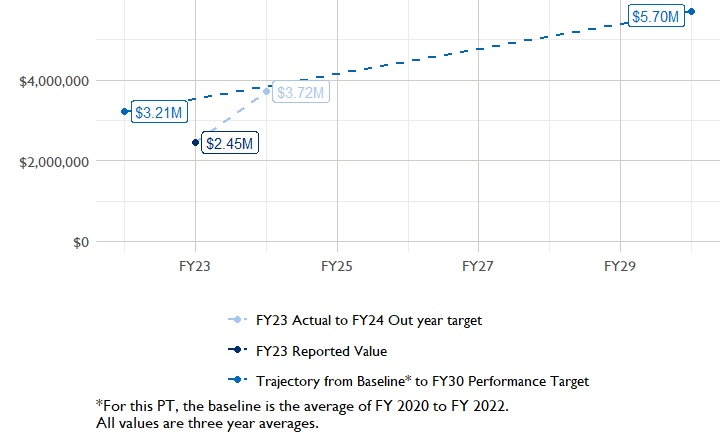 $5.70M
$4,000,000
$3.72M
$3.21M
$2.45M
$2,000,000
$0
FY23 FY25 FY27 FY29
FY23 Actual to FY24 Out year target
FY23 Reported Value
Trajectory from Baseline* to FY30 Performance Target
*For this PT, the baseline is the average of FY 2020 to FY 2022.
All values are three year averages.